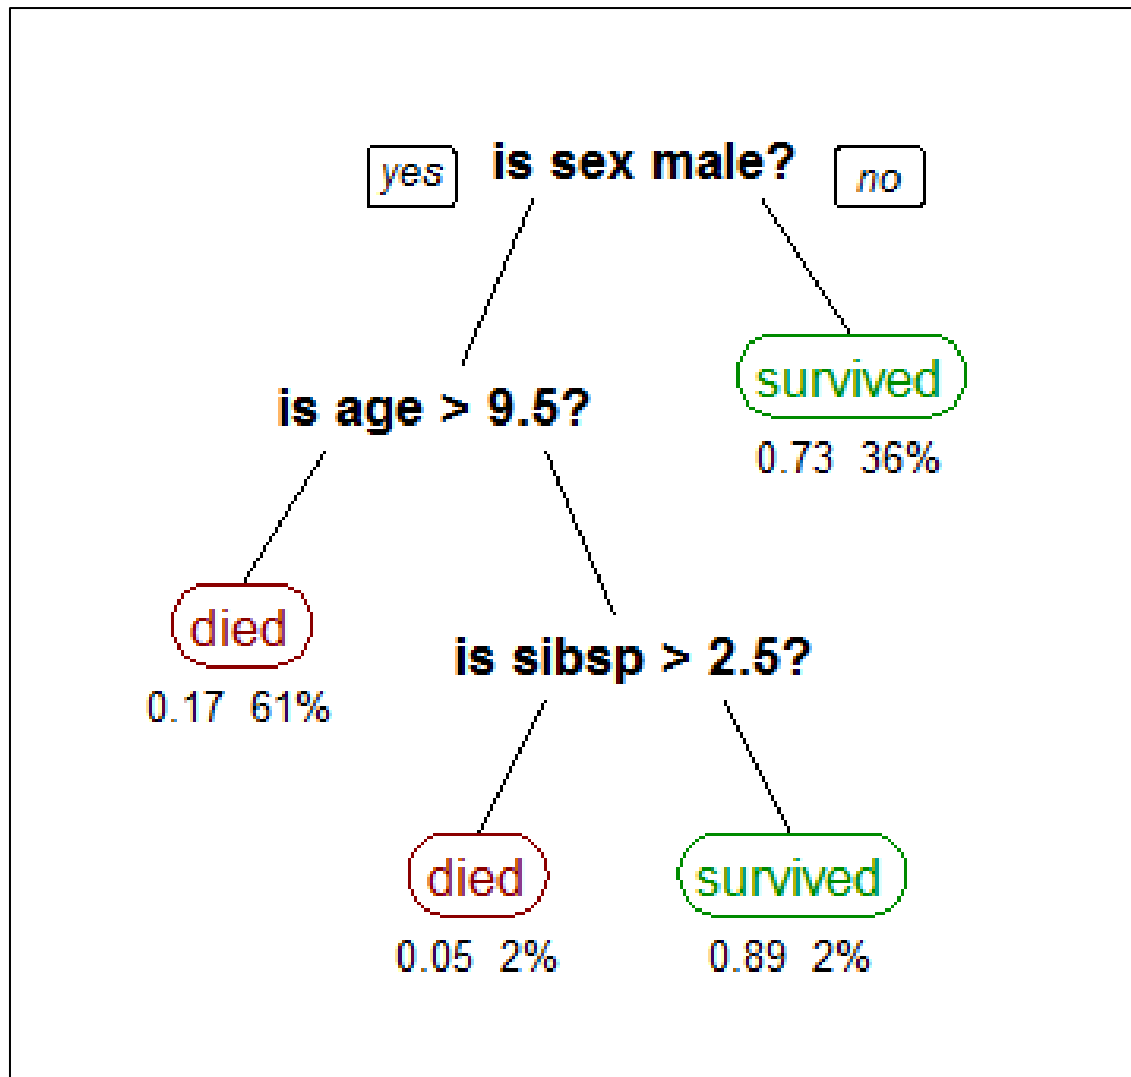 yes is sex male? no
is age > 9.5?
survived
0.73 36%
died
0.17 61%
is sibsp > 2.5?
died
0.05 2%
survived
0.89 2%